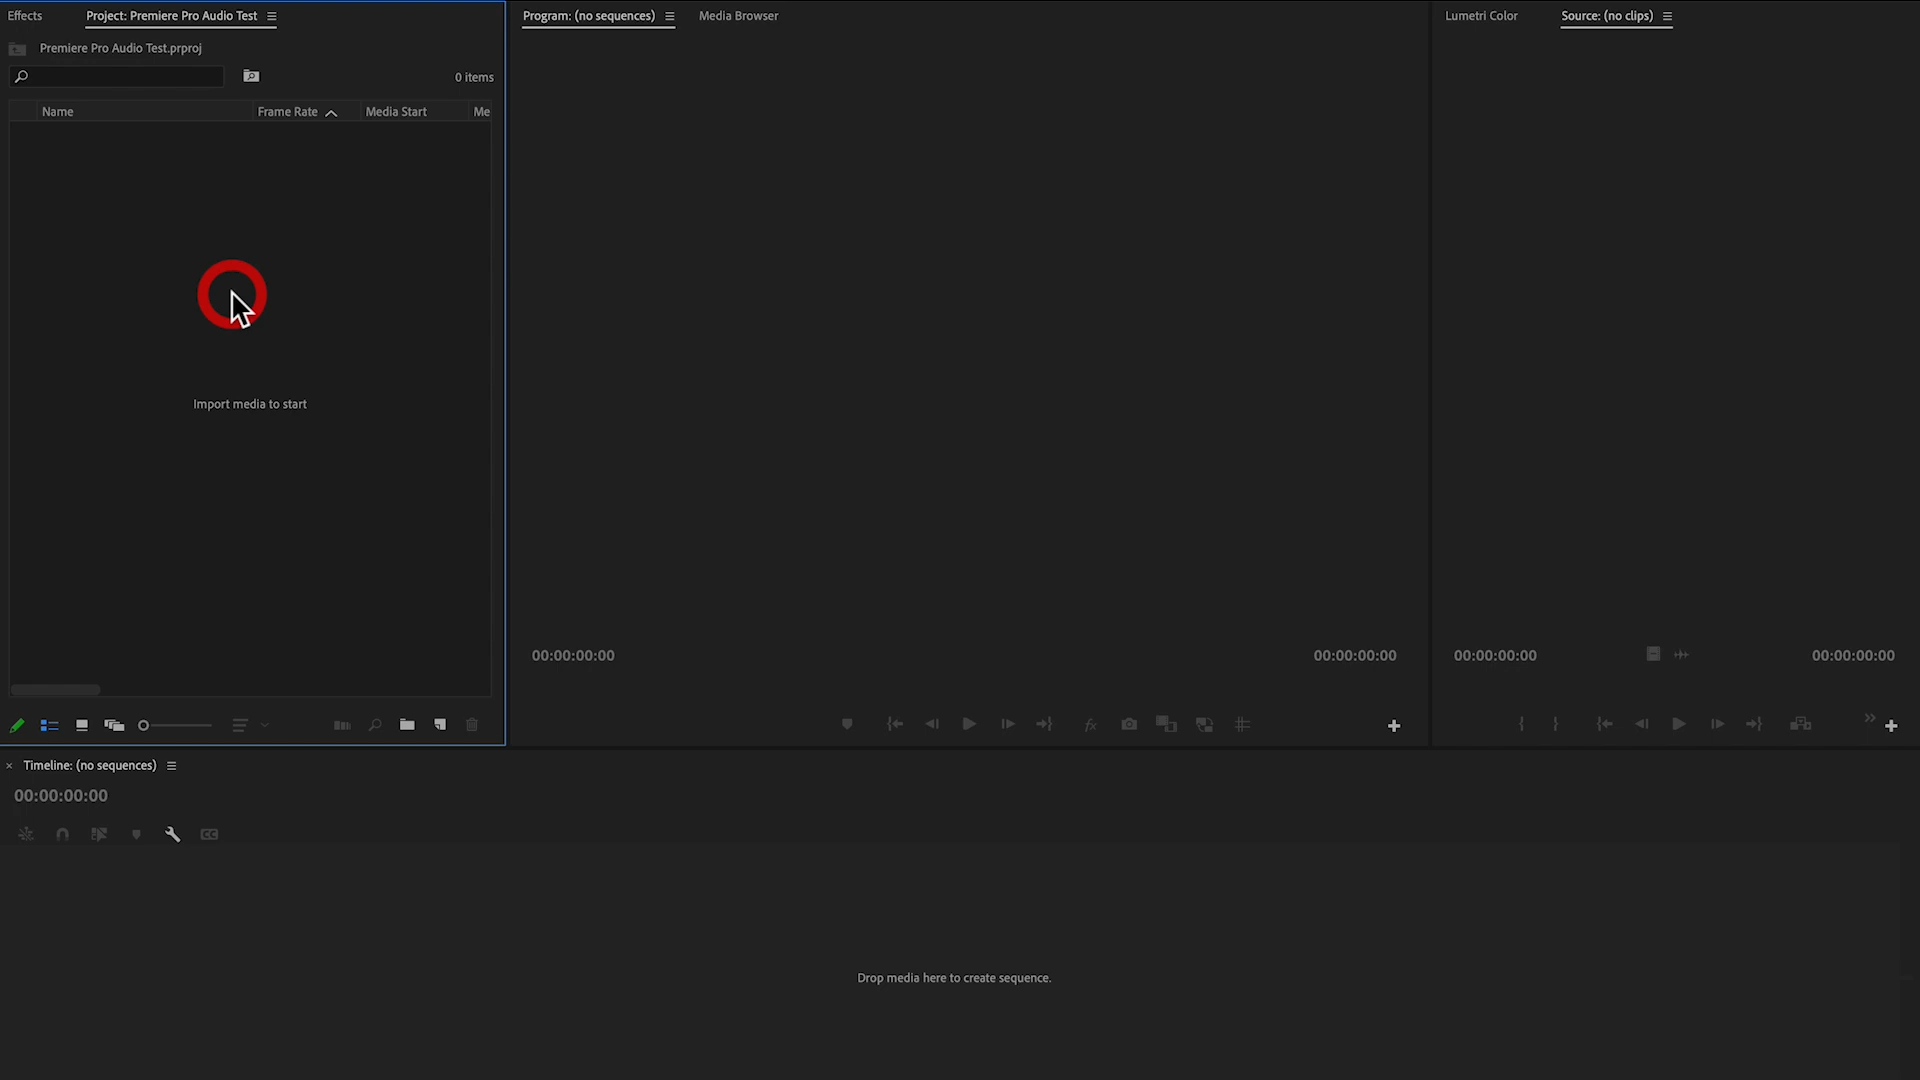 Effects
Project: Premiere Pro Audio Test
Program: (no sequences)
Media Browser
Lumetri Color
Source: (no clips)
Premiere Pro Audio Test.prproj
0 items
Name
Frame Rate
Media Start
Me
Import media to start
00:00:00:00
00:00:00:00
00:00:00:00
00:00:00:00
fx
Timeline: (no sequences)
00:00:00:00
CC
Drop media here to create sequence.